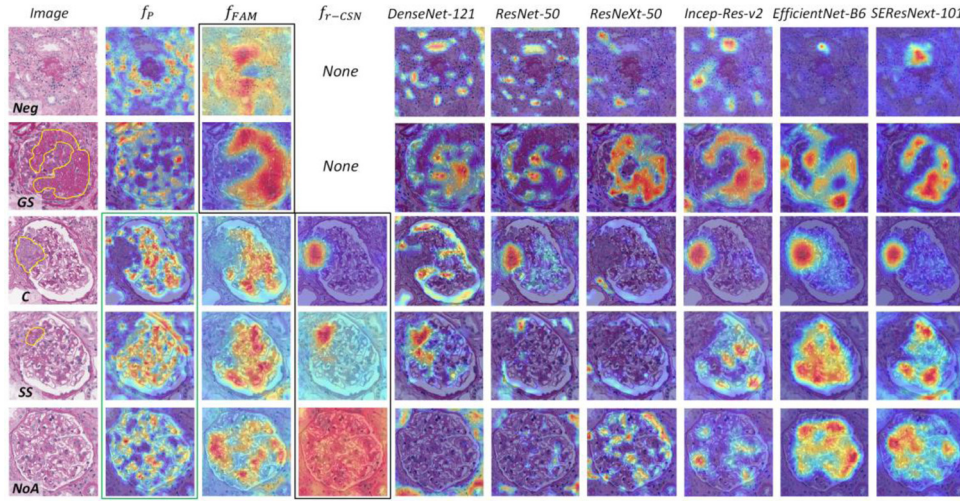 Image f_P f_FAM f_r−CSN DenseNet-121 ResNet-50 ResNeXt-50 Incep-Res-v2 EfficientNet-B6 SEResNext-101
Neg None
GS None
C
SS
NoA